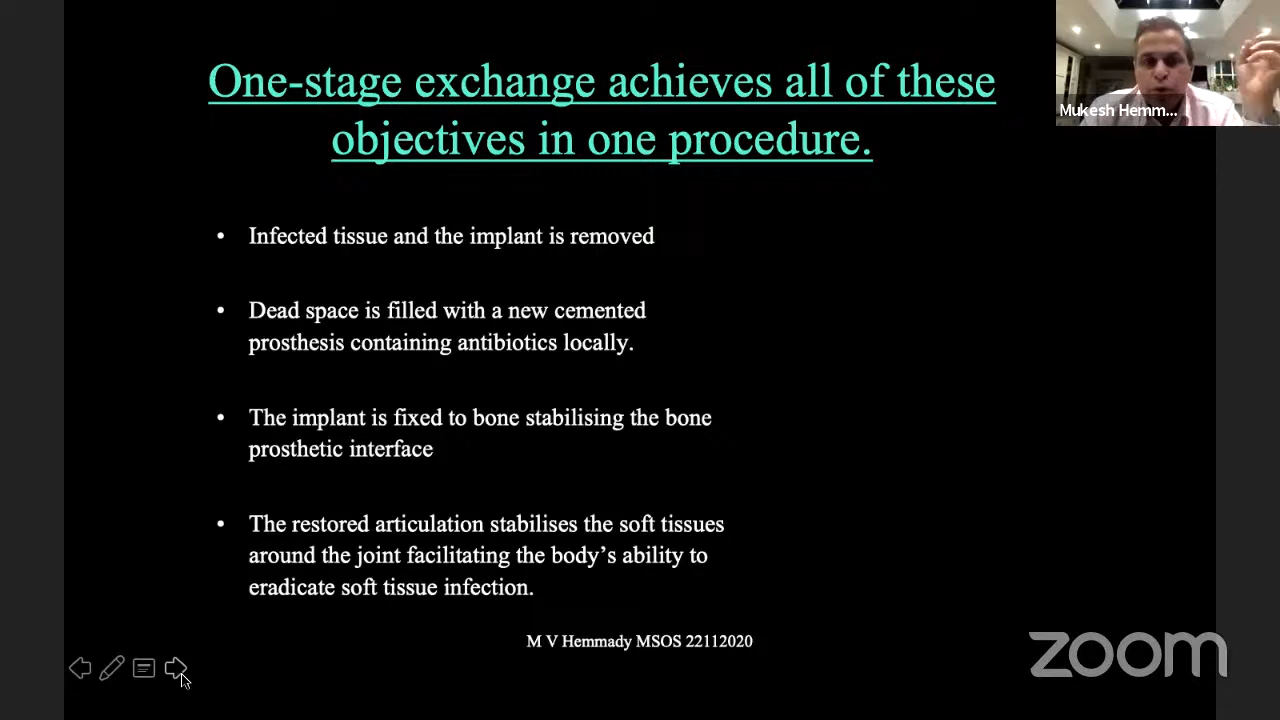 One-stage exchange achieves all of these
objectives in one procedure.
Mukesh Hemm...
• Infected tissue and the implant is removed
• Dead space is filled with a new cemented
prosthesis containing antibiotics locally.
• The implant is fixed to bone stabilising the bone
prosthetic interface
• The restored articulation stabilises the soft tissues
around the joint facilitating the body’s ability to
eradicate soft tissue infection.
M V Hemmady MSOS 22112020
zoom